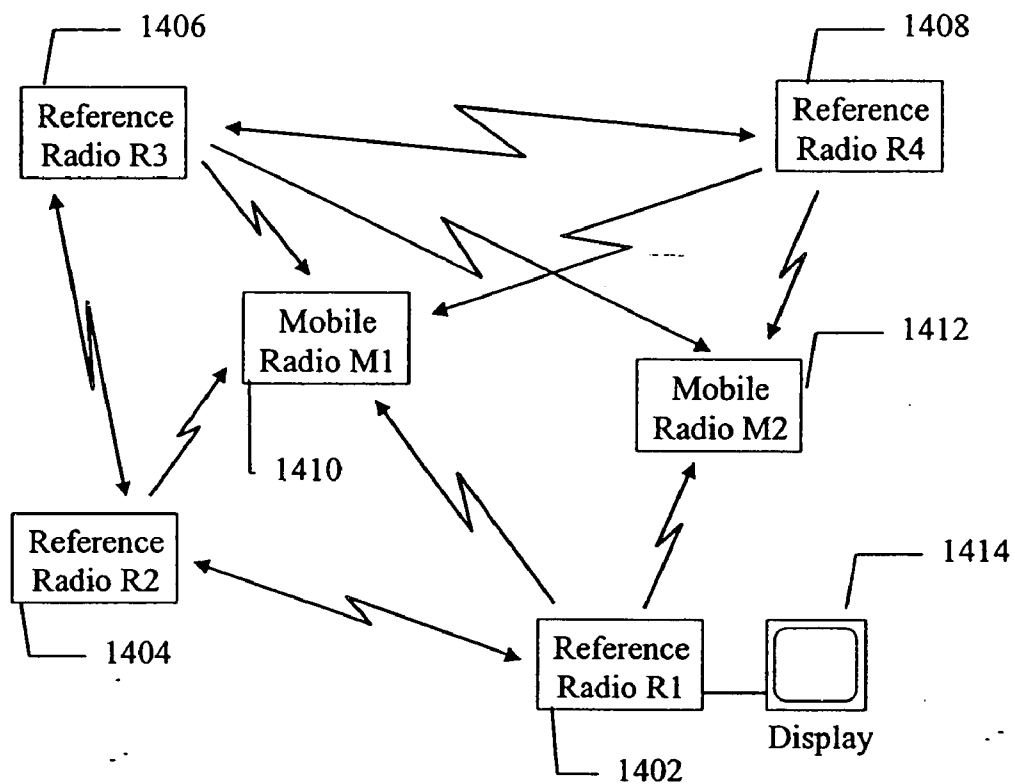 1406
1408
Reference
Radio R3
Reference
Radio R4
Mobile
Radio M1
1412
Mobile
Radio M2
1410
Reference
Radio R2
1414
1404
Reference
Radio R1
Display
1402